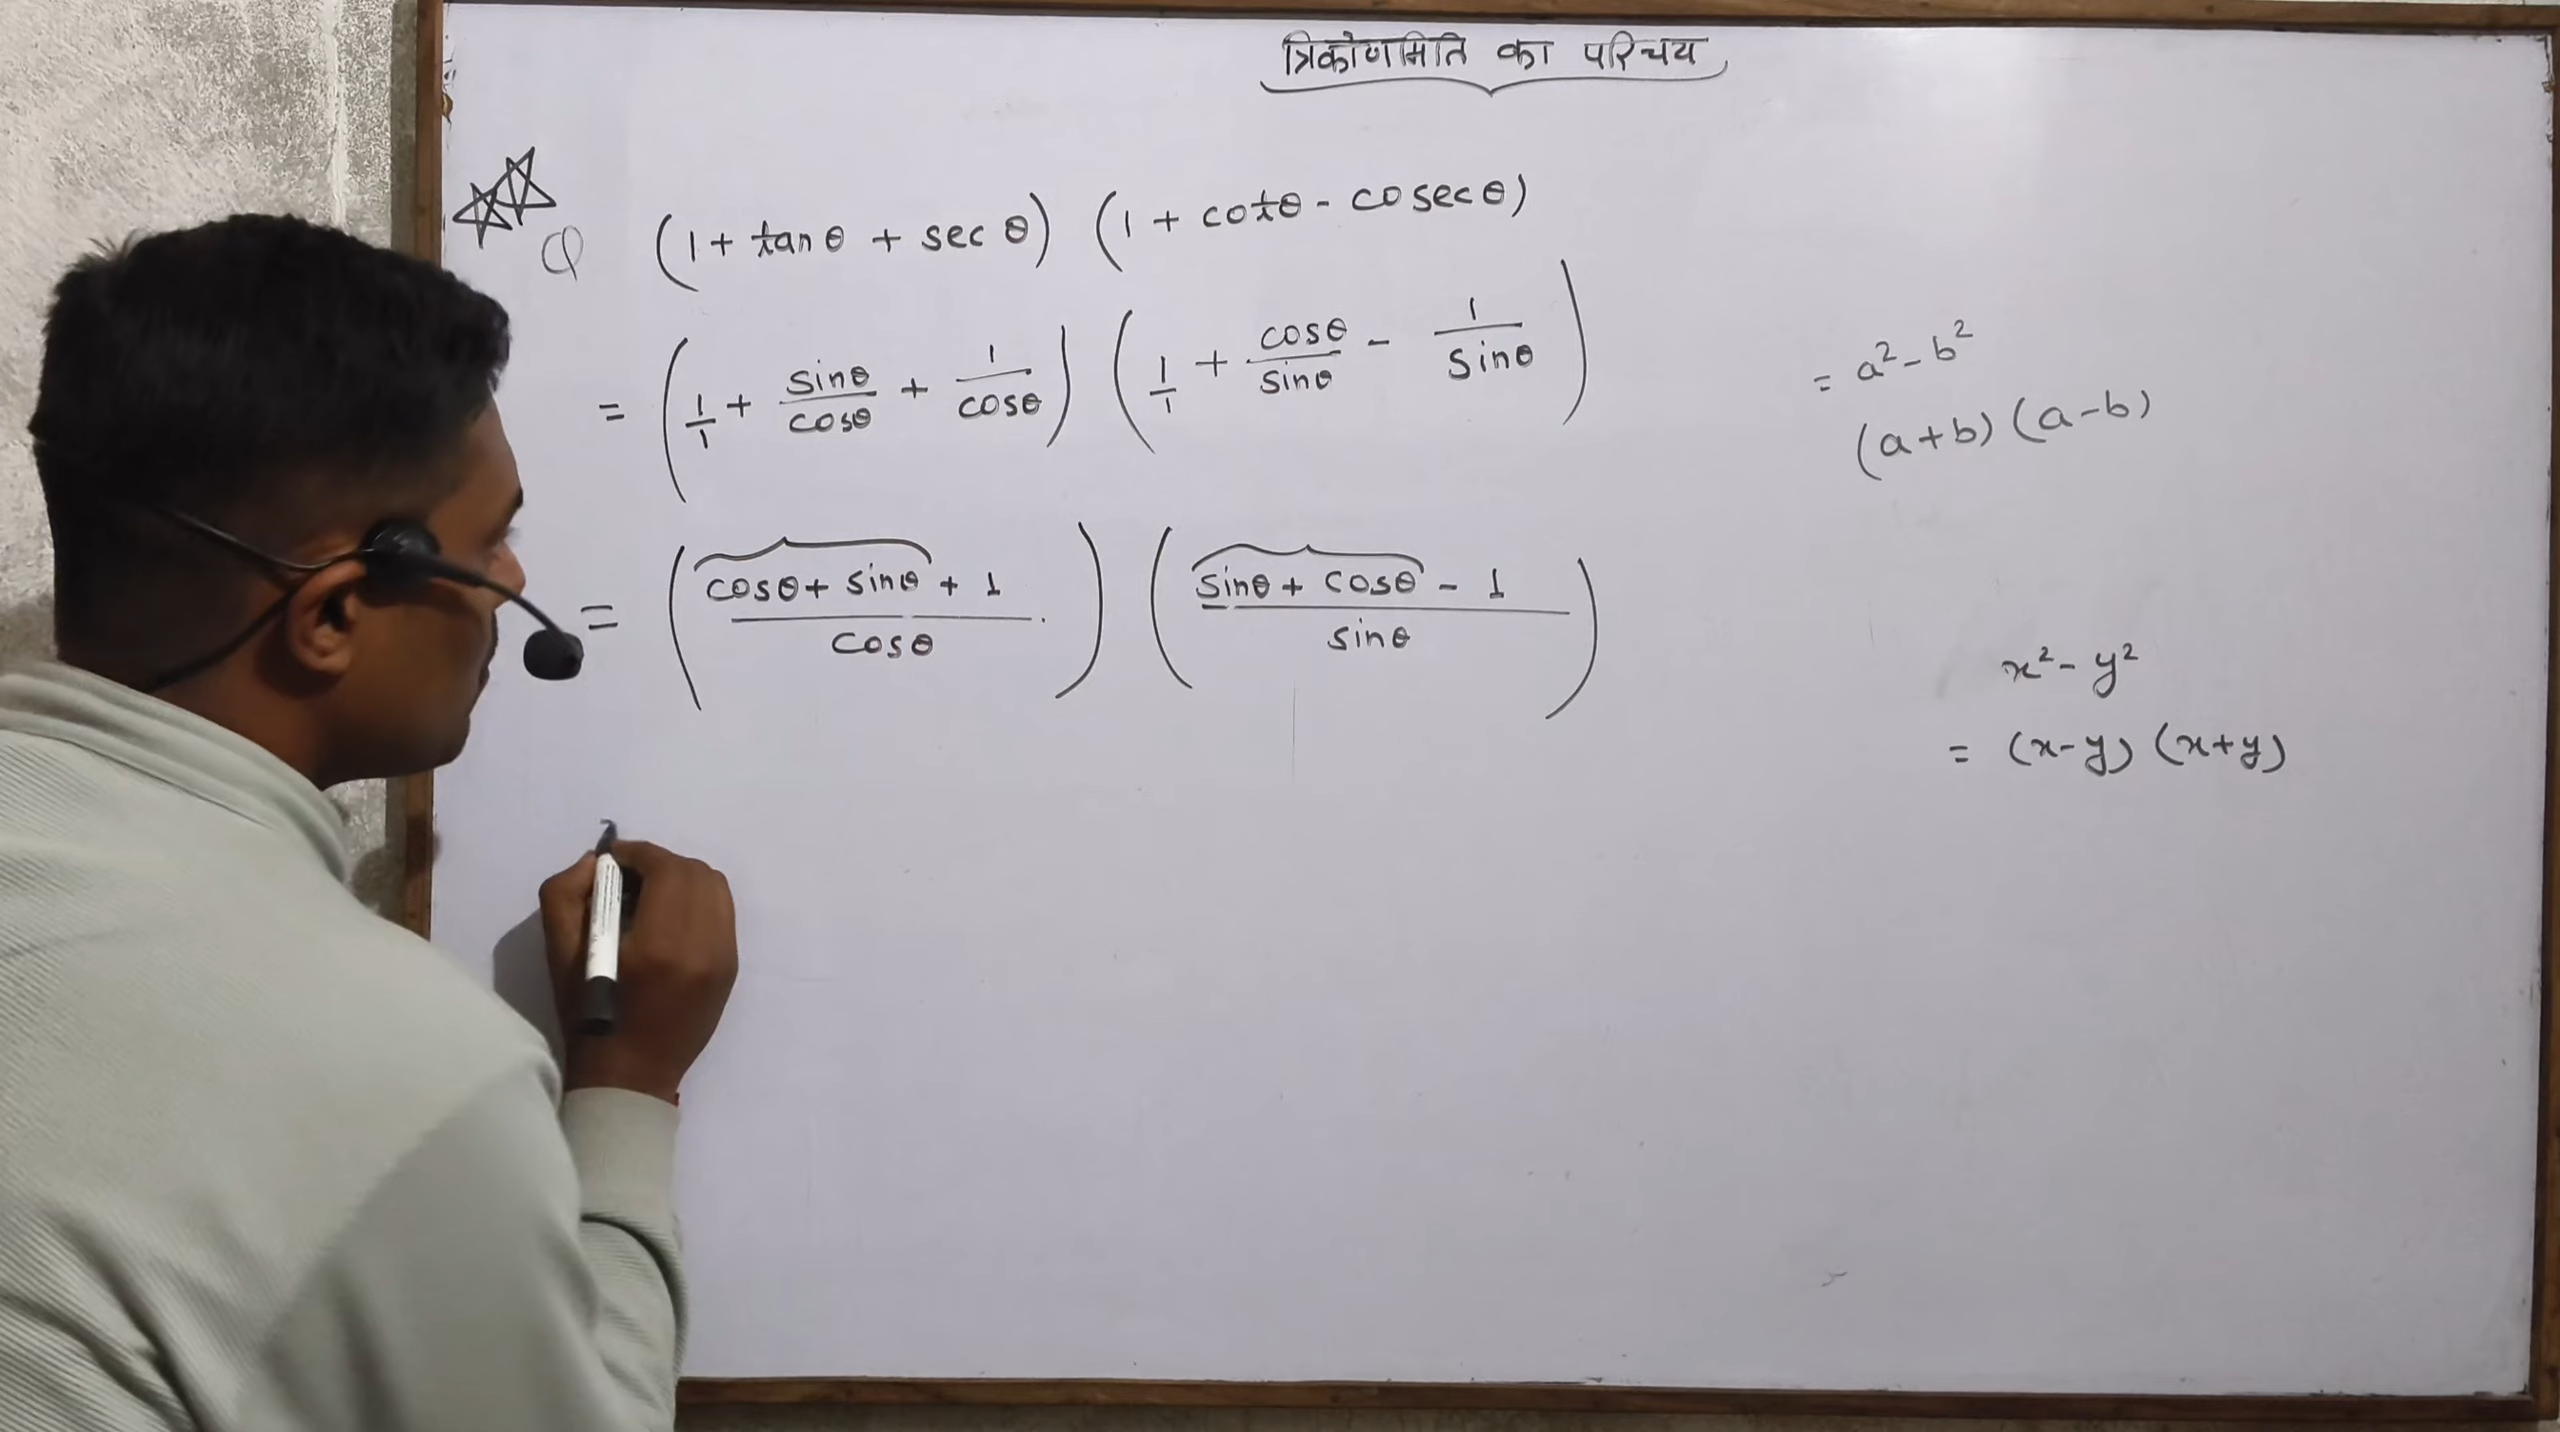 त्रिकोणमिति का परिचय
Q (1 + tanθ + sec θ) (1 + cotθ - cosecθ)
= (1/1 + sinθ/cosθ + 1/cosθ) (1/1 + cosθ/sinθ - 1/sinθ)
= a² - b²
(a+b) (a-b)
= (cosθ + sinθ + 1 / cosθ) (sinθ + cosθ - 1 / sinθ)
x² - y²
= (x-y) (x+y)